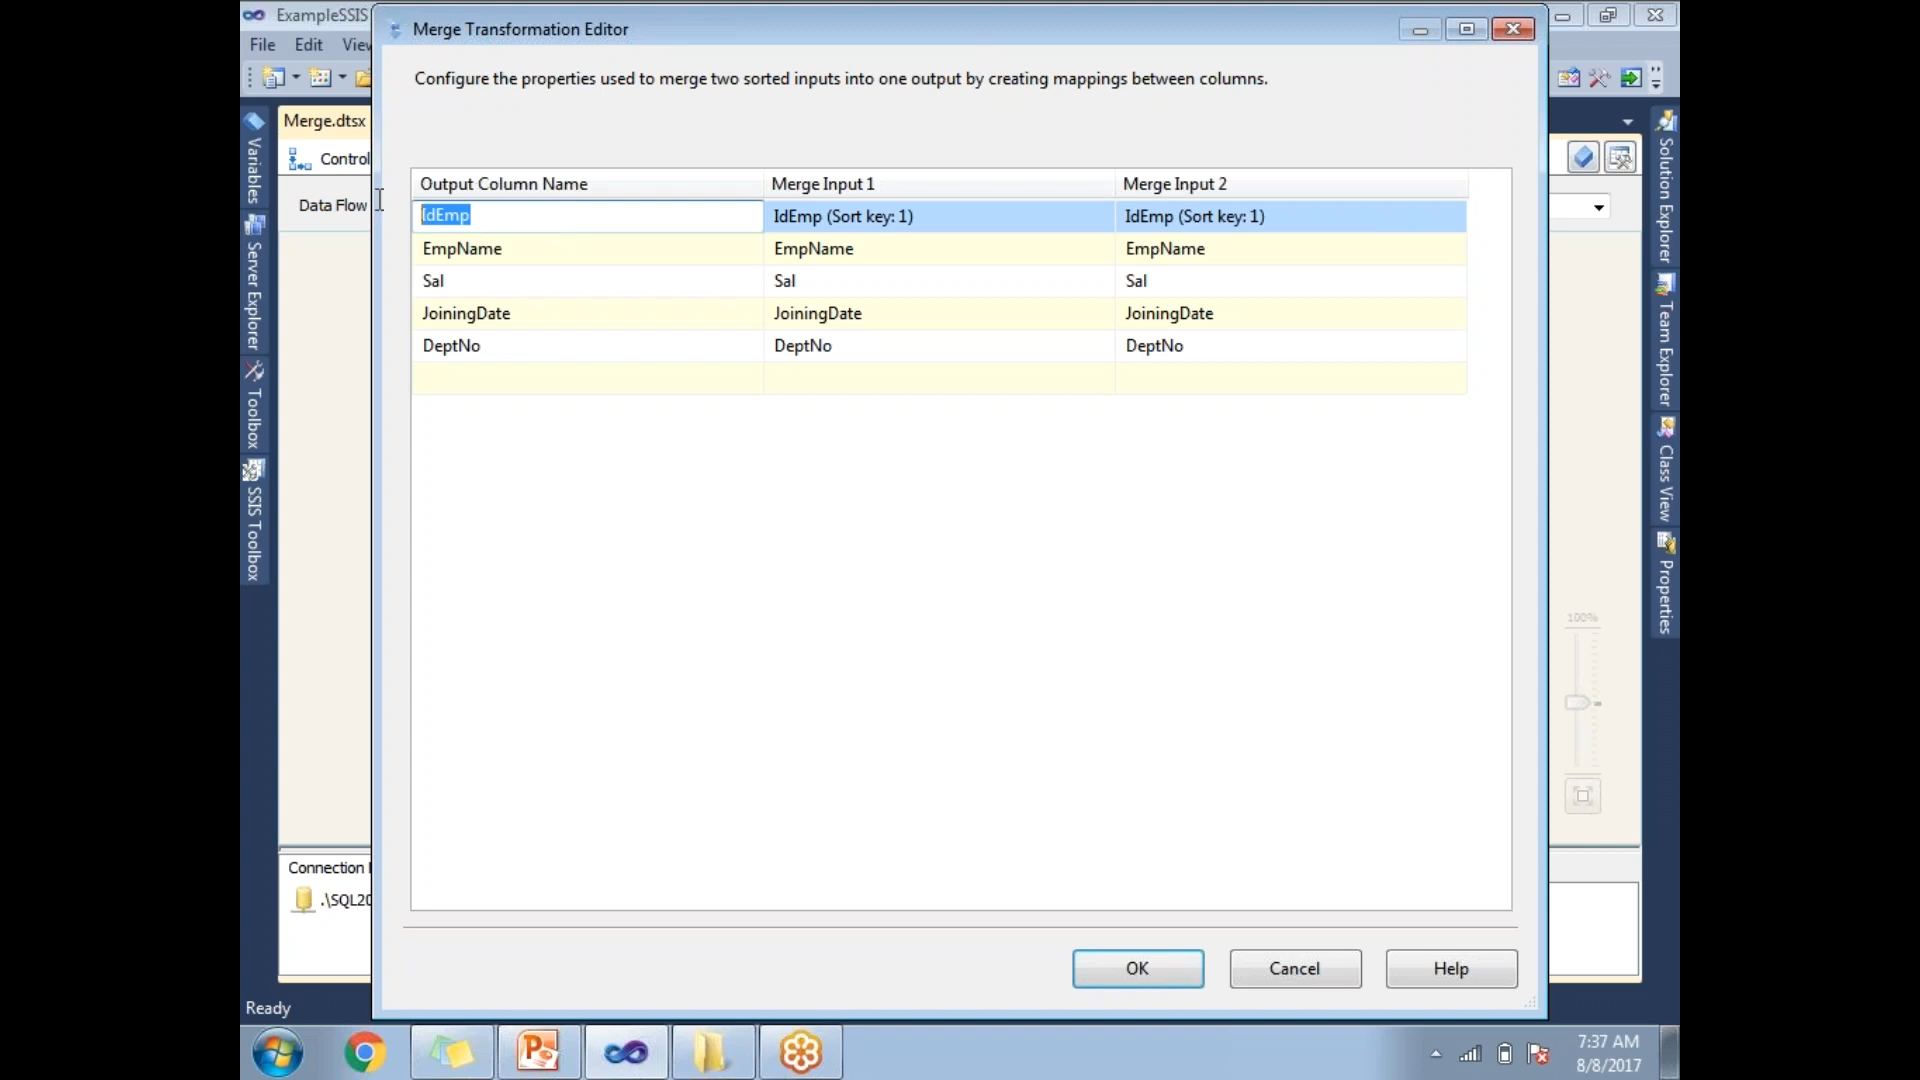 ExampleSSIS
Merge Transformation Editor
File Edit View
Configure the properties used to merge two sorted inputs into one output by creating mappings between columns.
Merge.dtsx
Control
Data Flow
Output Column Name Merge Input 1 Merge Input 2
IdEmp IdEmp (Sort key: 1) IdEmp (Sort key: 1)
EmpName EmpName EmpName
Sal Sal Sal
JoiningDate JoiningDate JoiningDate
DeptNo DeptNo DeptNo
Variables
Server Explorer
Toolbox
SSIS Toolbox
Solution Explorer
Team Explorer
Class View
Properties
100%
Connection
.\SQL20
OK Cancel Help
Ready
7:37 AM
8/8/2017